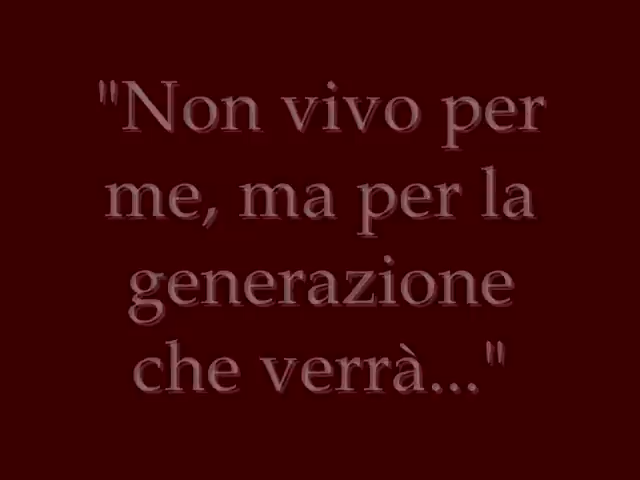 "Non vivo per
me, ma per la
generazione
che verrà..."